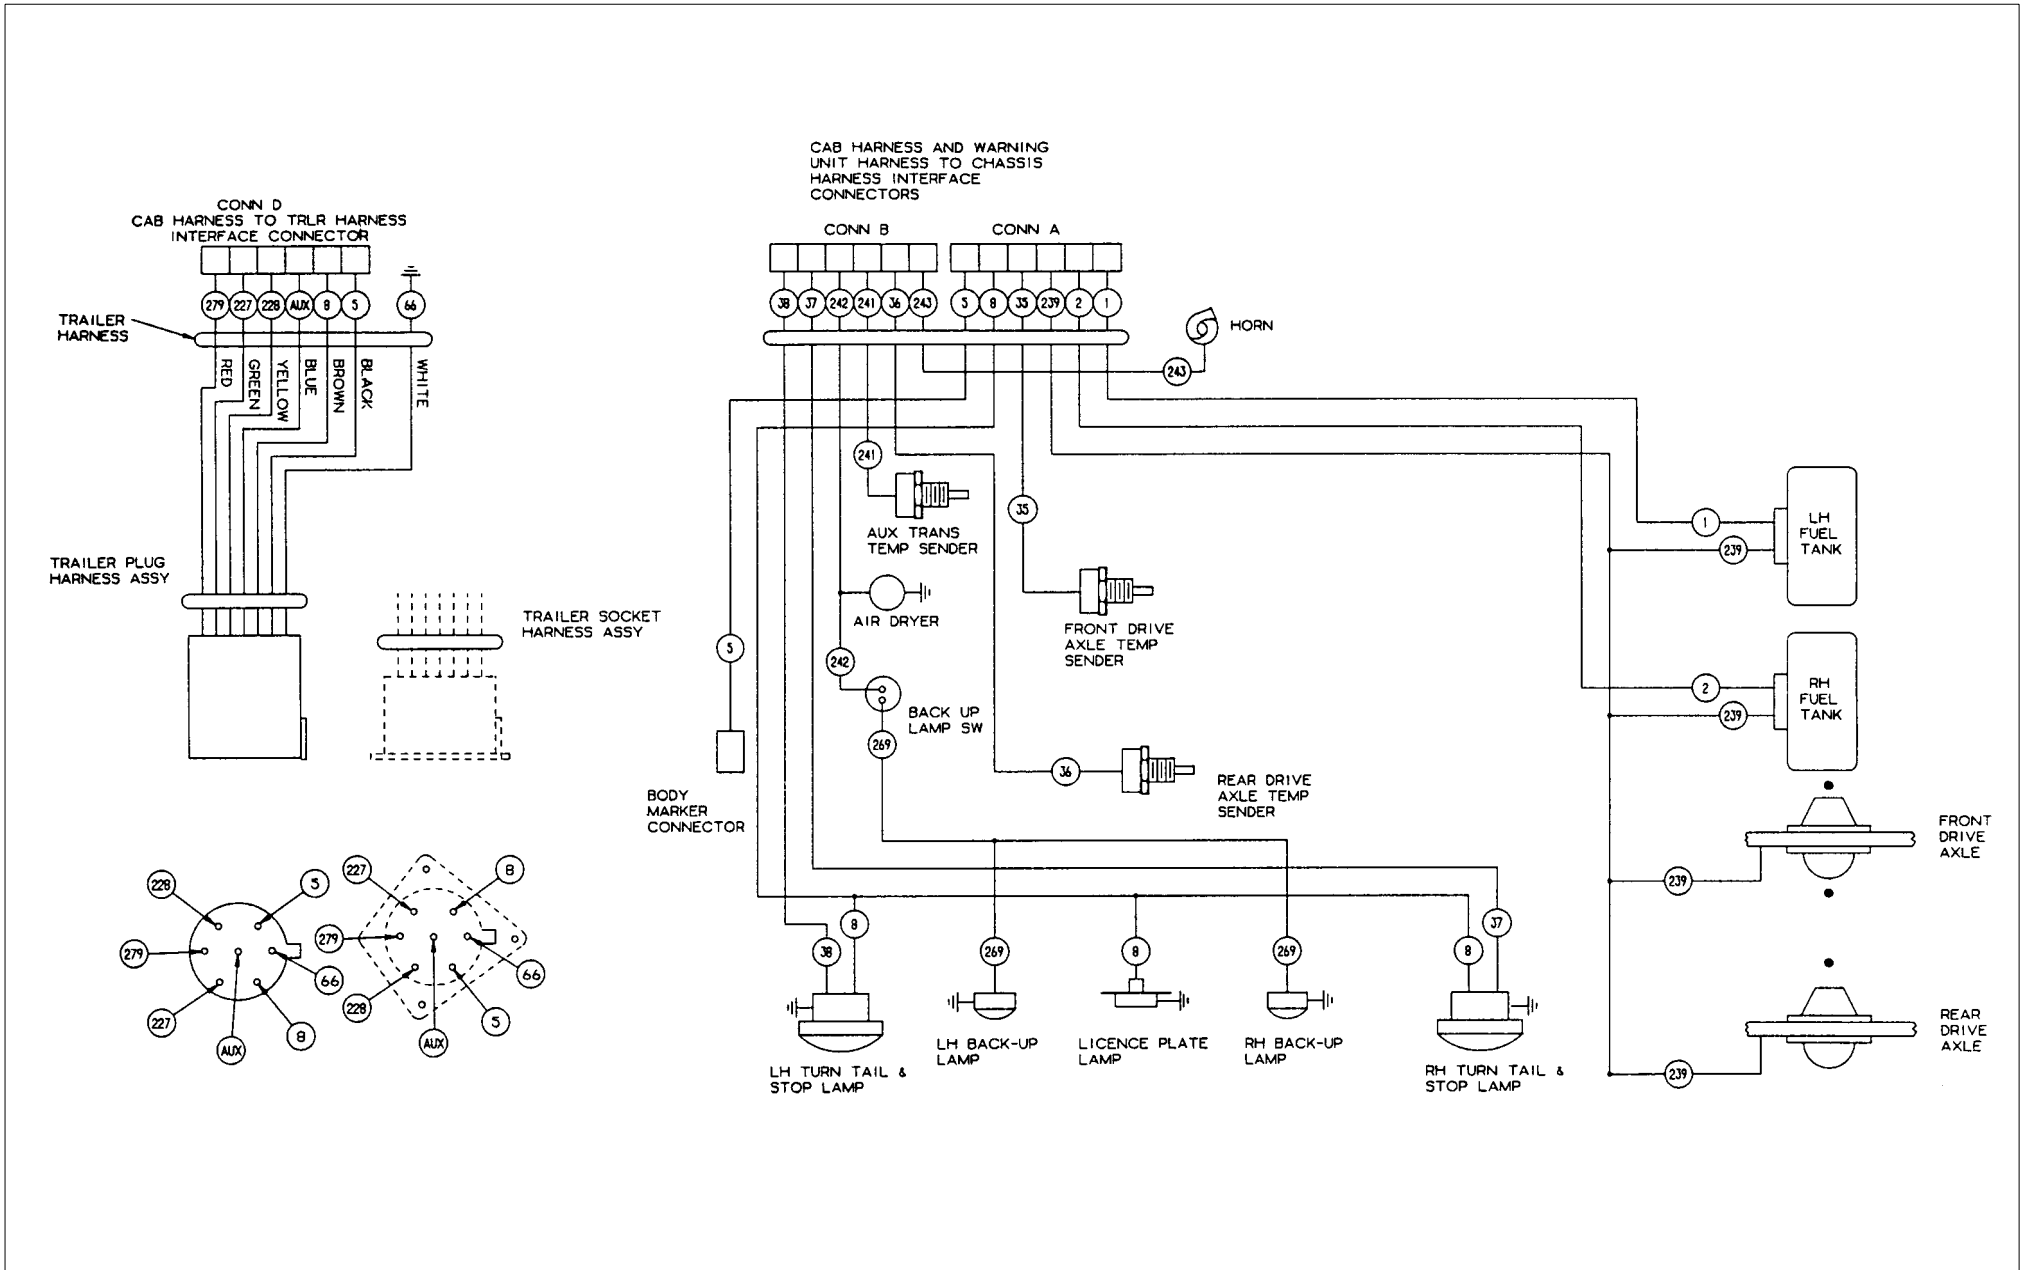 CAB HARNESS AND WARNING
UNIT HARNESS TO CHASSIS
HARNESS INTERFACE
CONNECTORS
CONN D
CAB HARNESS TO TRLR HARNESS
INTERFACE CONNECTOR
CONN B
CONN A
279
227
228
AUX
8
5
66
38
37
242
241
36
243
5
8
35
239
2
1
TRAILER
HARNESS
HORN
243
RED
GREEN
YELLOW
BLUE
BROWN
BLACK
WHITE
241
AUX TRANS
TEMP SENDER
35
1
239
LH
FUEL
TANK
TRAILER PLUG
HARNESS ASSY
TRAILER SOCKET
HARNESS ASSY
AIR DRYER
FRONT DRIVE
AXLE TEMP
SENDER
5
242
BACK UP
LAMP SW
269
2
239
RH
FUEL
TANK
36
REAR DRIVE
AXLE TEMP
SENDER
BODY
MARKER
CONNECTOR
FRONT
DRIVE
AXLE
239
228
5
279
66
227
8
AUX
227
8
279
66
228
5
AUX
38
8
269
8
269
8
37
LH TURN TAIL &
STOP LAMP
LH BACK-UP
LAMP
LICENCE PLATE
LAMP
RH BACK-UP
LAMP
RH TURN TAIL &
STOP LAMP
REAR
DRIVE
AXLE
239